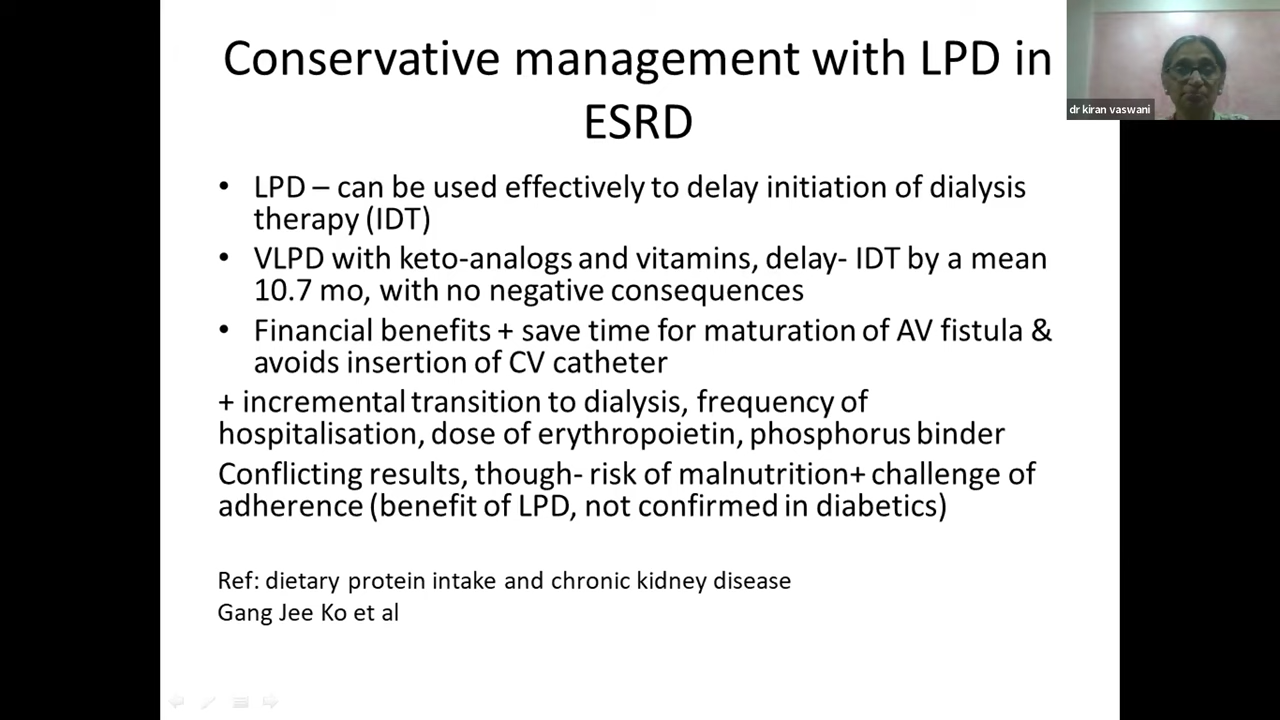 Conservative management with LPD in
ESRD
dr kiran vaswani
• LPD – can be used effectively to delay initiation of dialysis
therapy (IDT)
• VLPD with keto-analogs and vitamins, delay- IDT by a mean
10.7 mo, with no negative consequences
• Financial benefits + save time for maturation of AV fistula &
avoids insertion of CV catheter
+ incremental transition to dialysis, frequency of
hospitalisation, dose of erythropoietin, phosphorus binder
Conflicting results, though- risk of malnutrition+ challenge of
adherence (benefit of LPD, not confirmed in diabetics)
Ref: dietary protein intake and chronic kidney disease
Gang Jee Ko et al